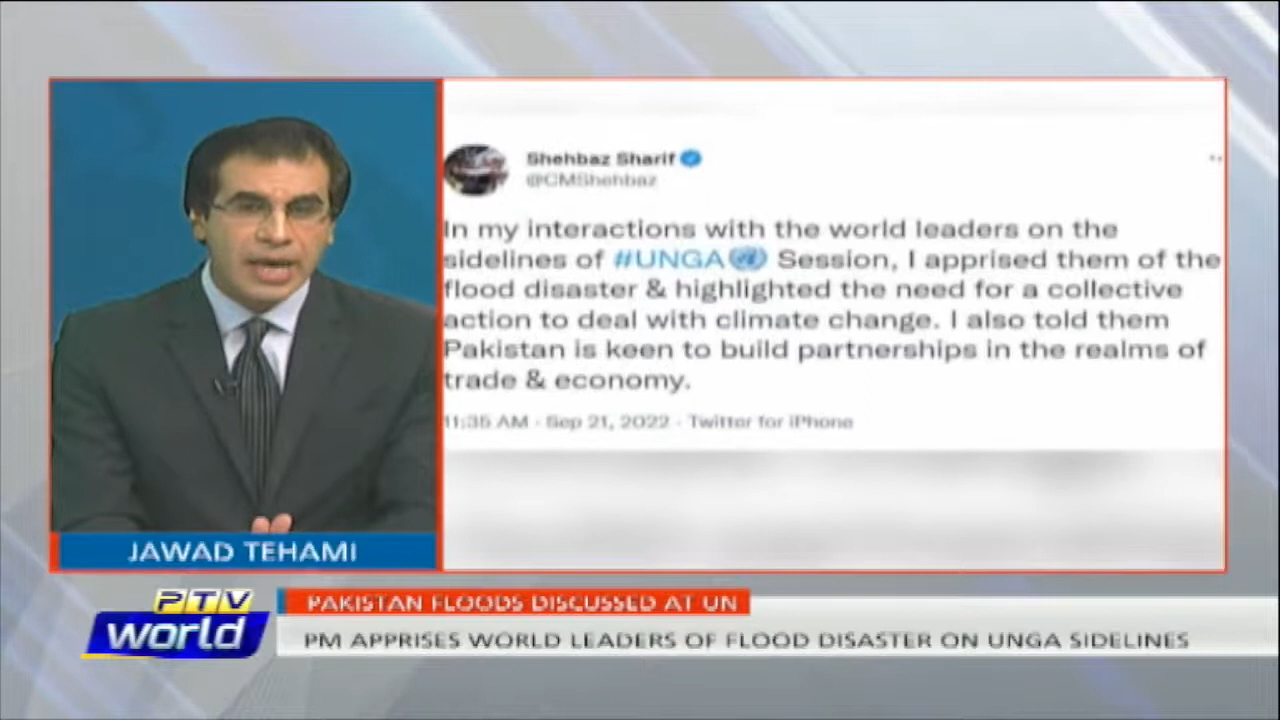 Shehbaz Sharif
@CMShehbaz
In my interactions with the world leaders on the
sidelines of #UNGA Session, I apprised them of the
flood disaster & highlighted the need for a collective
action to deal with climate change. I also told them
Pakistan is keen to build partnerships in the realms of
trade & economy.
11:35 AM · Sep 21, 2022 · Twitter for iPhone
JAWAD TEHAMI
PTV
world
PAKISTAN FLOODS DISCUSSED AT UN
PM APPRISES WORLD LEADERS OF FLOOD DISASTER ON UNGA SIDELINES